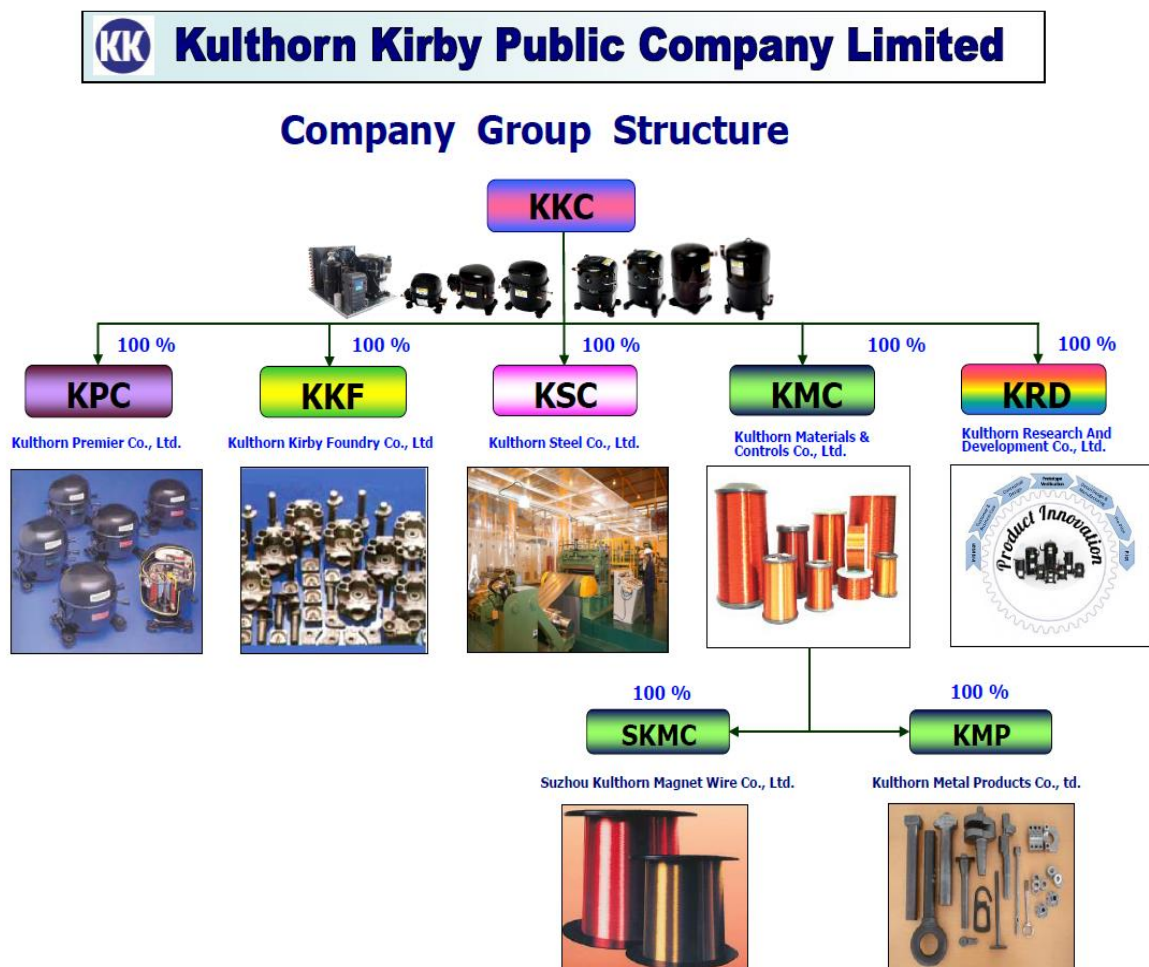 KK Kulthorn Kirby Public Company Limited
Company Group Structure
KKC
100 % 100 % 100 % 100 % 100 %
KPC KKF KSC KMC KRD
Kulthorn Premier Co., Ltd.
Kulthorn Kirby Foundry Co., Ltd
Kulthorn Steel Co., Ltd.
Kulthorn Materials &
Controls Co., Ltd.
Kulthorn Research And
Development Co., Ltd.
Prototype
Verification
Product Innovation
100 % 100 %
SKMC KMP
Suzhou Kulthorn Magnet Wire Co., Ltd.
Kulthorn Metal Products Co., td.